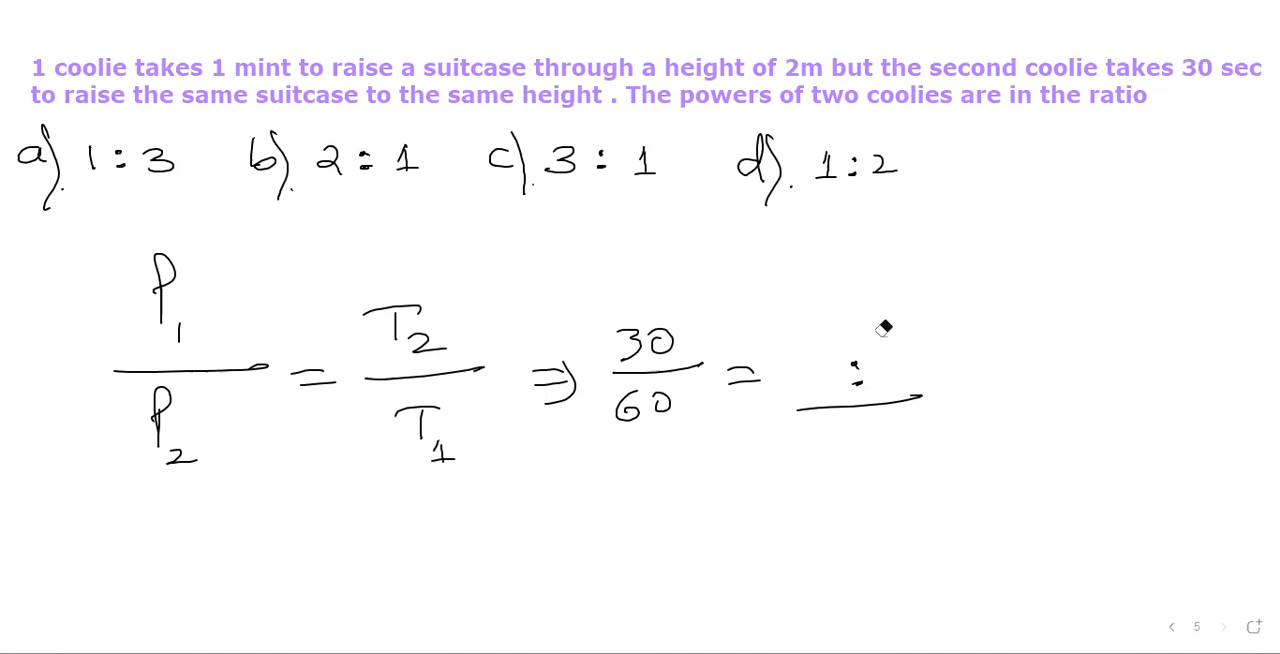 1 coolie takes 1 mint to raise a suitcase through a height of 2m but the second coolie takes 30 sec
to raise the same suitcase to the same height . The powers of two coolies are in the ratio
a). 1 : 3 b). 2 : 1 c). 3 : 1 d). 1 : 2
P1/P2 = T2/T1 ⇒ 30/60 = :
5